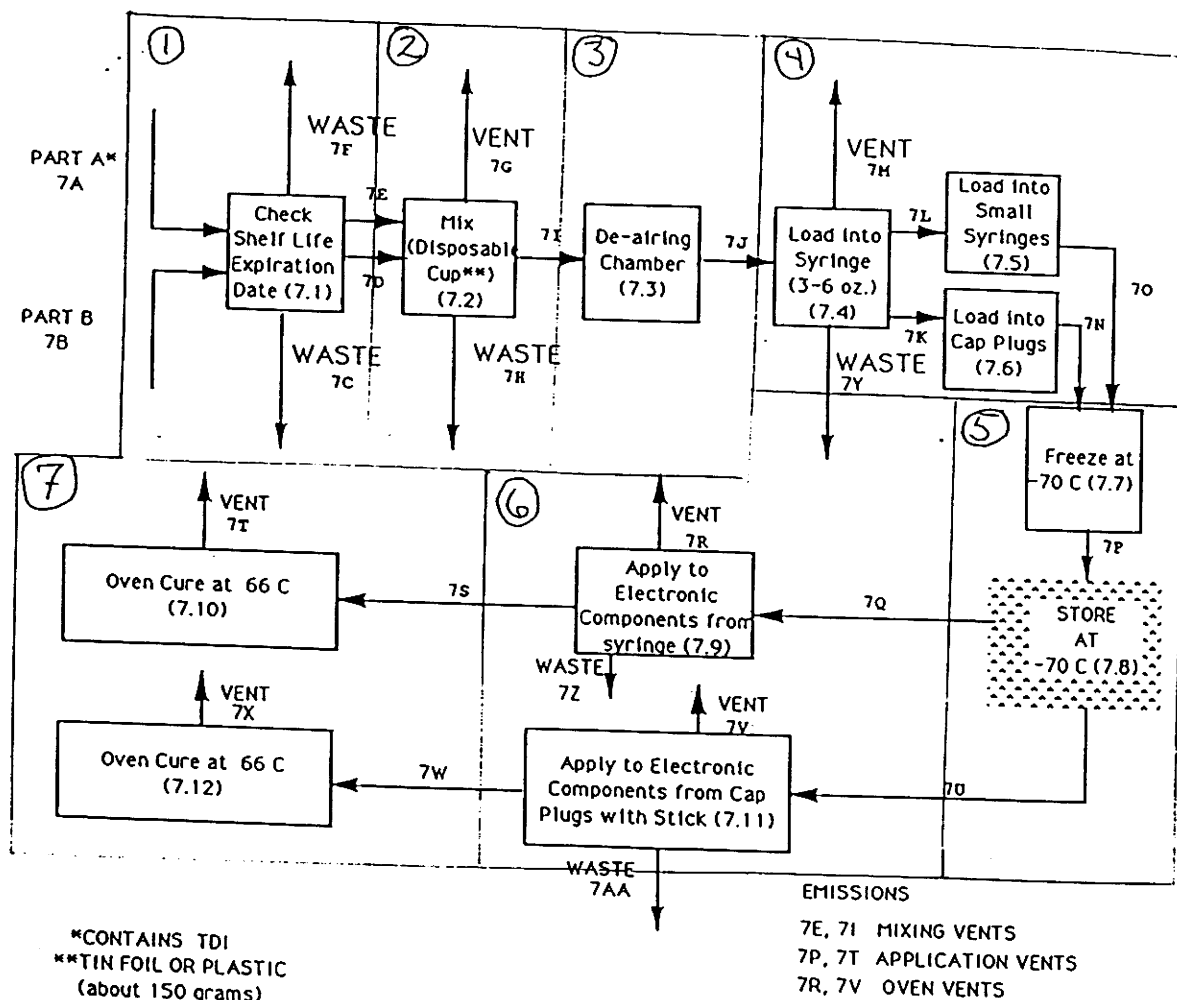 1
2
3
4
PART A*
7A
PART B
7B
WASTE
7F
Check
Shelf Life
Expiration
Date (7.1)
WASTE
7C
7E
7D
VENT
7G
Mix
(Disposable
Cup**)
(7.2)
WASTE
7H
7I
De-airing
Chamber
(7.3)
7J
VENT
7M
Load into
Syringe
(3-6 oz.)
(7.4)
WASTE
7Y
7L
Load into
Small
Syringes
(7.5)
7K
Load into
Cap Plugs
(7.6)
7N
7O
5
Freeze at
-70 C (7.7)
7P
STORE
AT
-70 C (7.8)
7Q
7U
6
VENT
7R
Apply to
Electronic
Components from
syringe (7.9)
WASTE
7Z
VENT
7V
Apply to Electronic
Components from Cap
Plugs with Stick (7.11)
WASTE
7AA
7S
7W
7
VENT
7T
Oven Cure at 66 C
(7.10)
VENT
7X
Oven Cure at 66 C
(7.12)
*CONTAINS TDI
**TIN FOIL OR PLASTIC
(about 150 grams)
EMISSIONS
7E, 7I MIXING VENTS
7P, 7T APPLICATION VENTS
7R, 7V OVEN VENTS